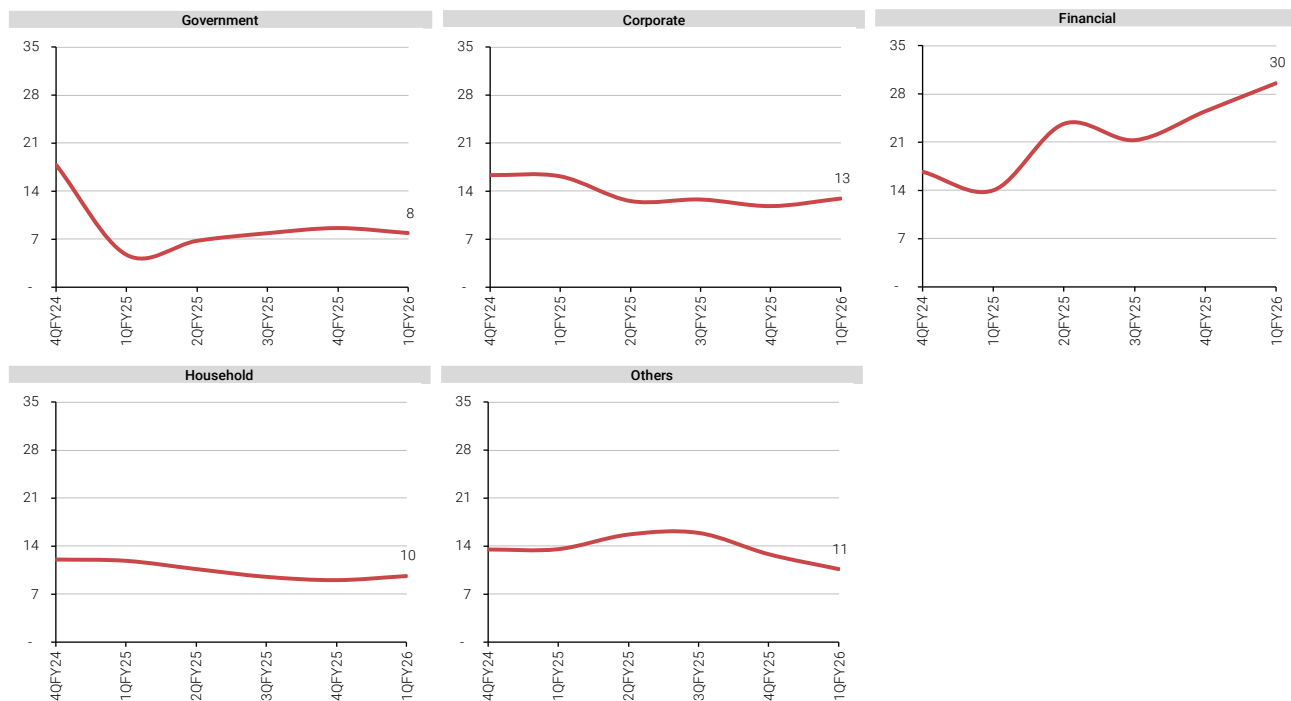 Government
35
28
21
14
7
-
8
4QFY24
1QFY25
2QFY25
3QFY25
4QFY25
1QFY26
Corporate
35
28
21
14
7
-
13
4QFY24
1QFY25
2QFY25
3QFY25
4QFY25
1QFY26
Financial
35
28
21
14
7
-
30
4QFY24
1QFY25
2QFY25
3QFY25
4QFY25
1QFY26
Household
35
28
21
14
7
-
10
4QFY24
1QFY25
2QFY25
3QFY25
4QFY25
1QFY26
Others
35
28
21
14
7
-
11
4QFY24
1QFY25
2QFY25
3QFY25
4QFY25
1QFY26